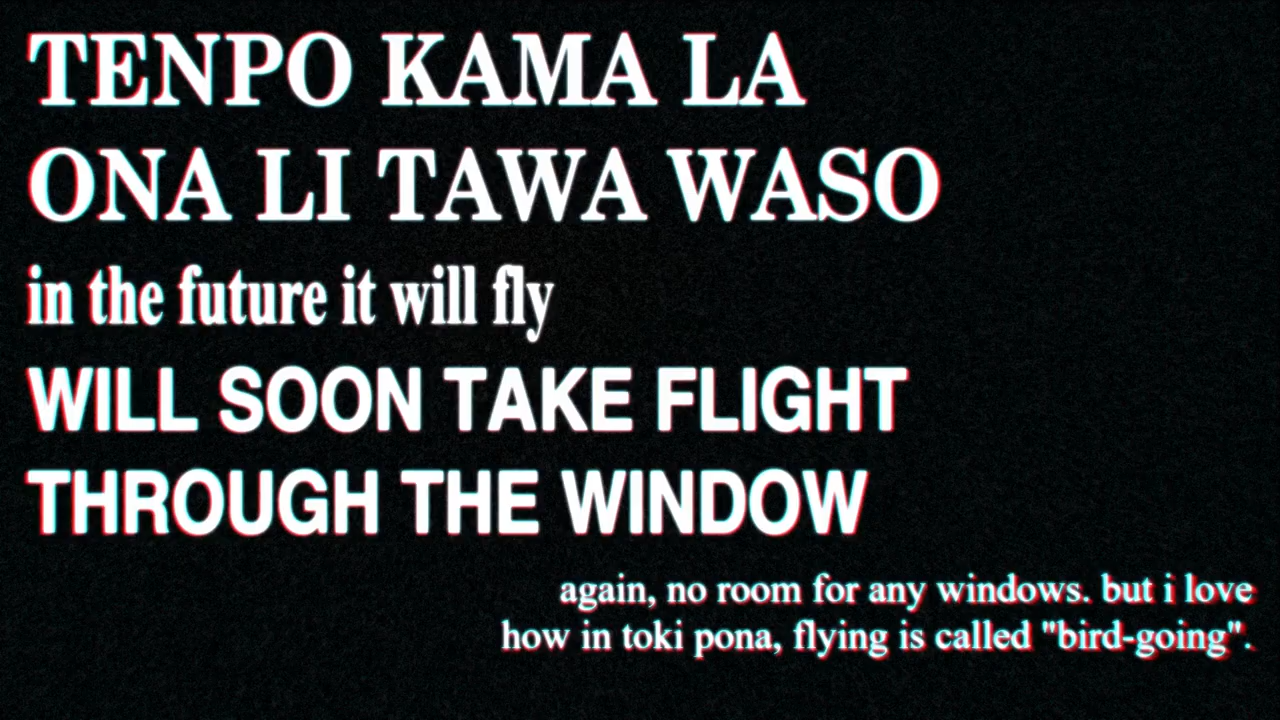 TENPO KAMA LA
ONA LI TAWA WASO
in the future it will fly
WILL SOON TAKE FLIGHT
THROUGH THE WINDOW
again, no room for any windows. but i love
how in toki pona, flying is called "bird-going".